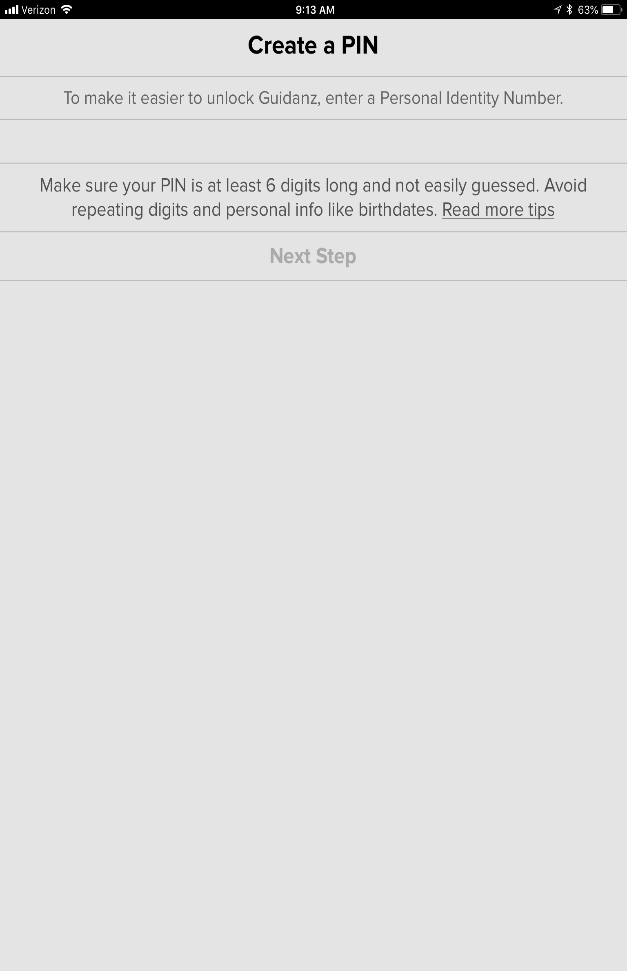 Verizon 9:13 AM 63%
Create a PIN
To make it easier to unlock Guidanz, enter a Personal Identity Number.
Make sure your PIN is at least 6 digits long and not easily guessed. Avoid
repeating digits and personal info like birthdates. Read more tips
Next Step